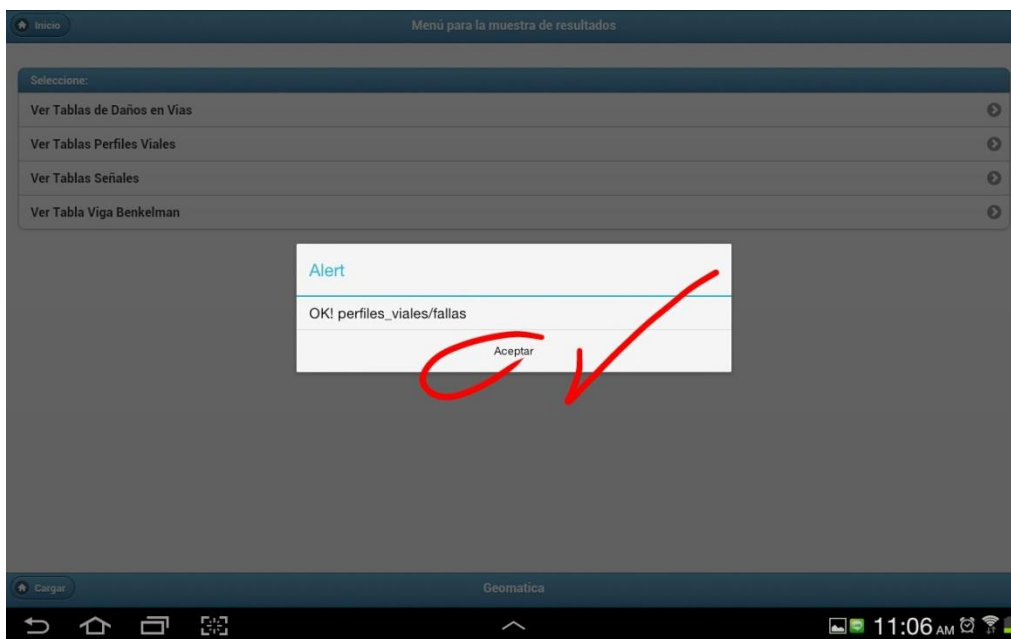 Inicio
Menú para la muestra de resultados
Seleccione:
Ver Tablas de Daños en Vias
Ver Tablas Perfiles Viales
Ver Tablas Señales
Ver Tabla Viga Benkelman
Alert
OK! perfiles_viales/fallas
Aceptar
Cargar
Geomatica
11:06 AM